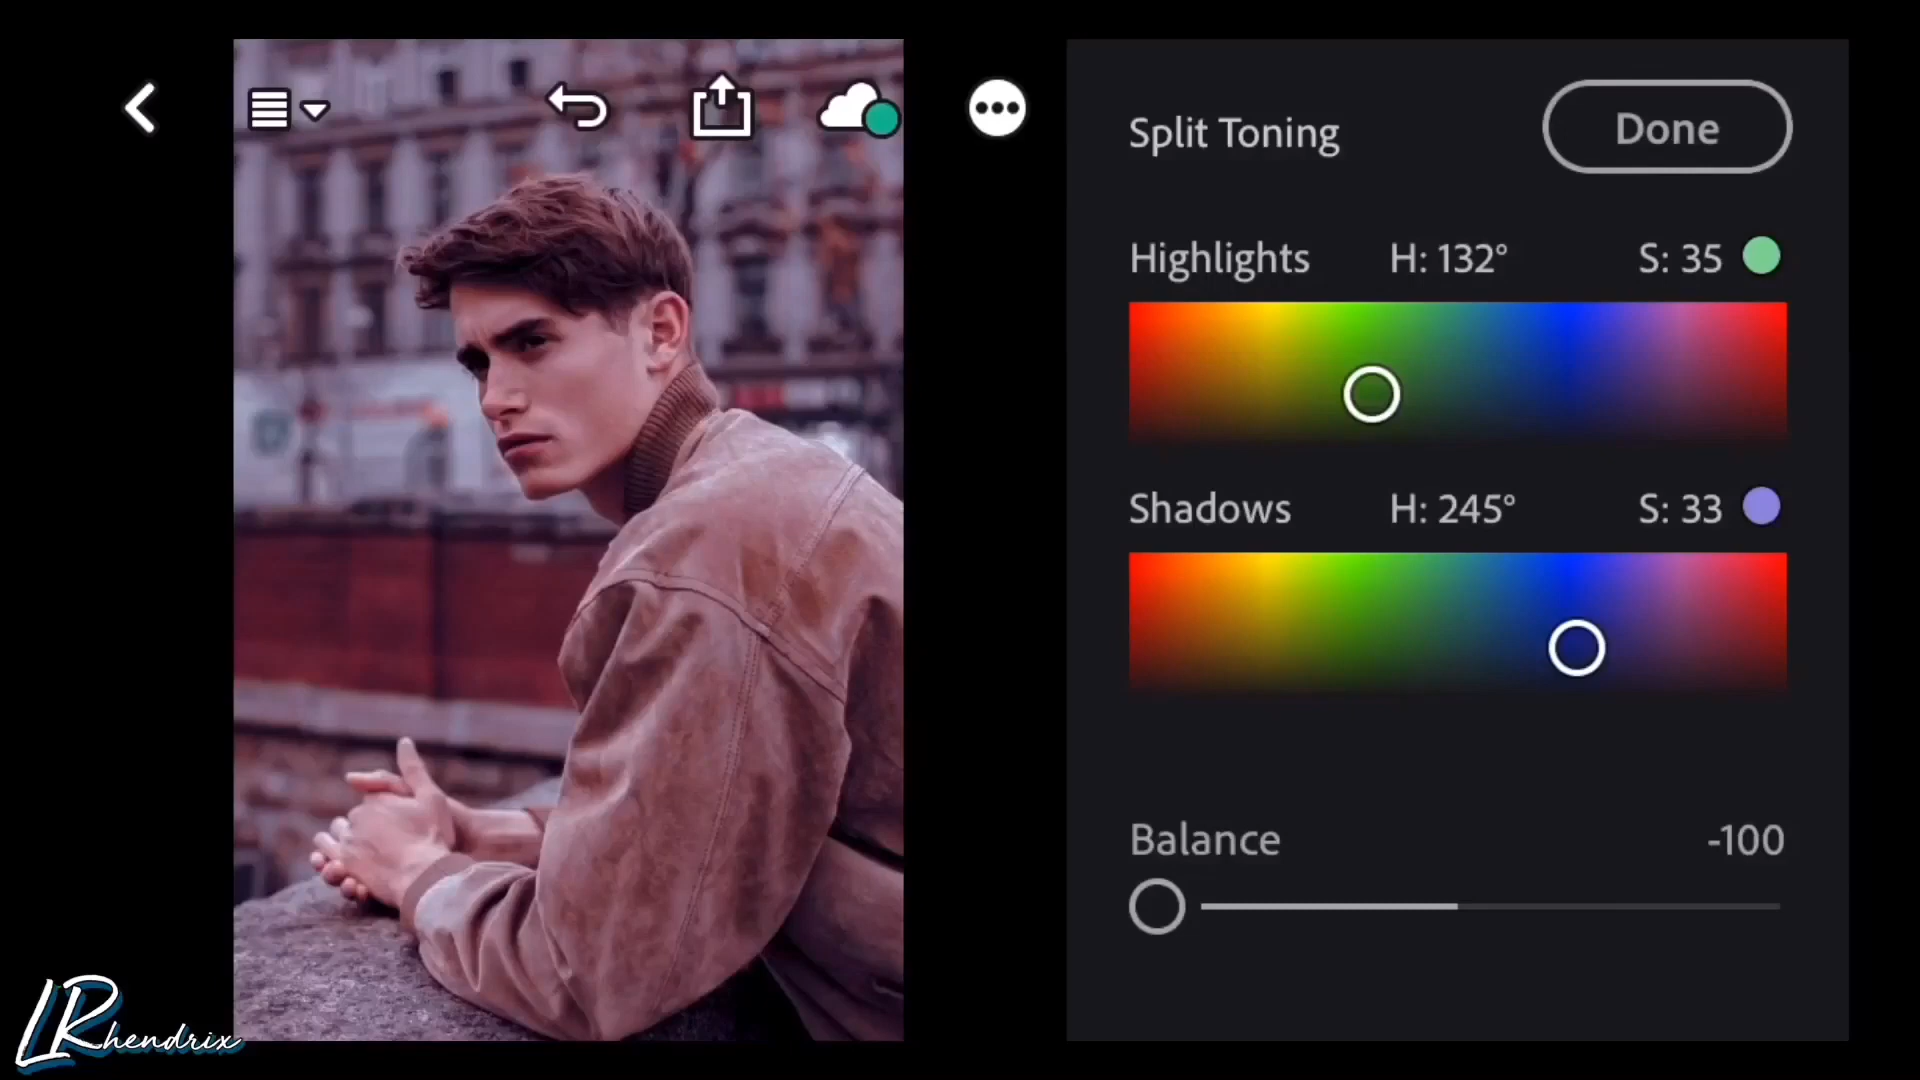 Split Toning
Done
Highlights H: 132° S: 35
Shadows H: 245° S: 33
Balance -100
LRhendrix